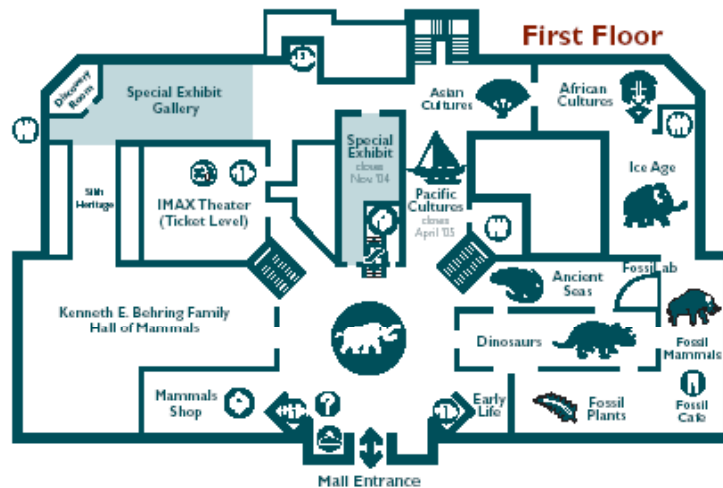 First Floor
Discovery
Room
Special Exhibit
Gallery
Asian
Cultures
African
Cultures
Special
Exhibit
closes
Nov '04
Sikh
Heritage
IMAX Theater
(Ticket Level)
Pacific
Cultures
closes
April '05
Ice Age
Kenneth E. Behring Family
Hall of Mammals
Ancient
Seas
FossilLab
Dinosaurs
Fossil
Mammals
Mammals
Shop
?
Early
Life
Fossil
Plants
Fossil
Cafe
Mall Entrance